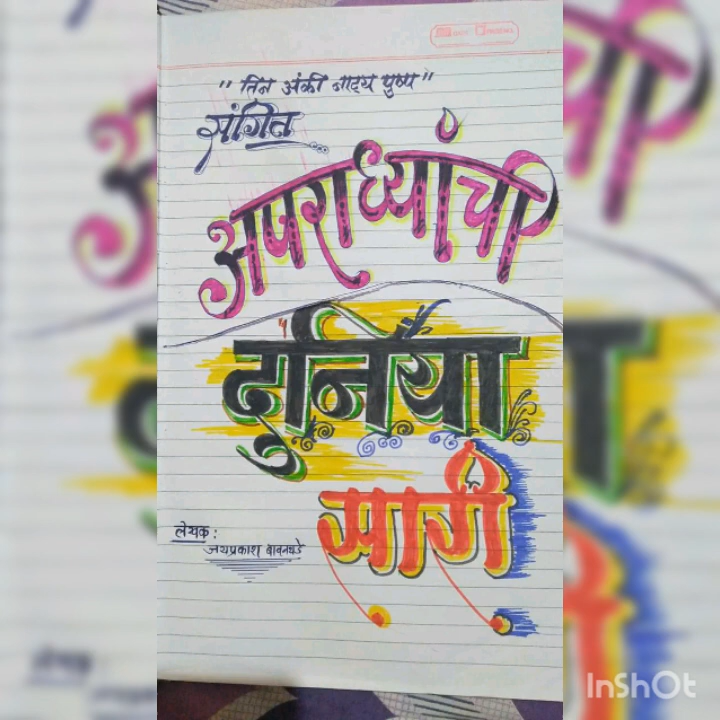 "तिन अंकी नाट्य पुष्प"
संगित
अपराध्यांची
दुनिया
सारी
लेखक:
जयप्रकाश बावनथडे
InShOt